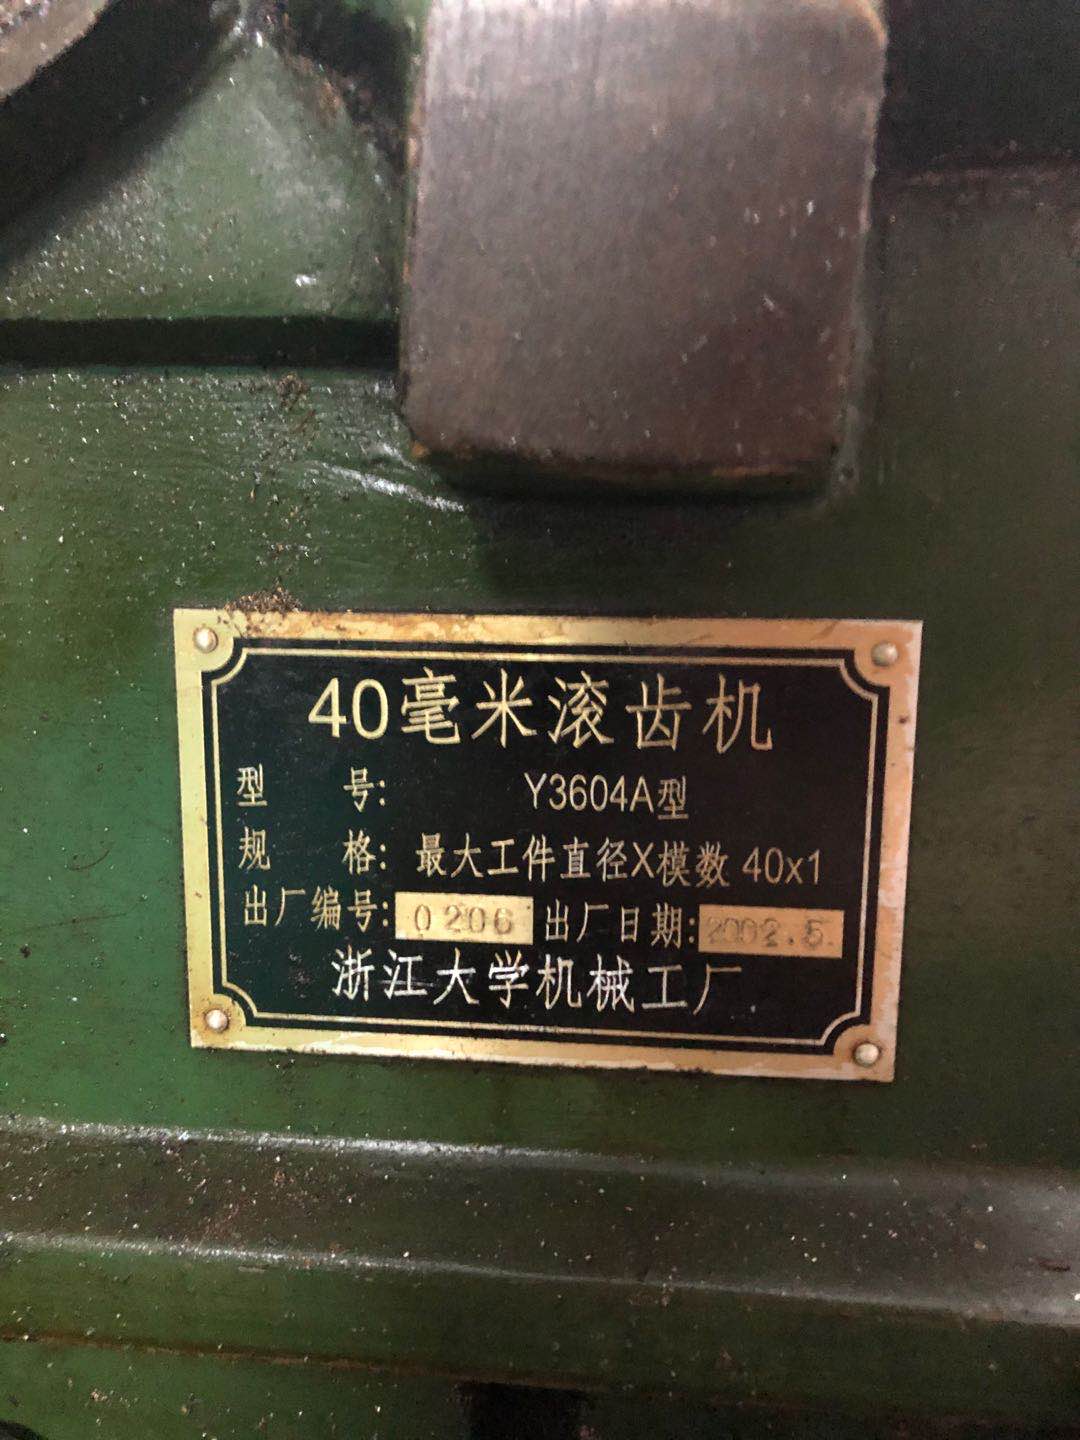 40毫米滚齿机
型 号: Y3604A型
规 格: 最大工件直径X模数 40x1
出厂编号: 0206 出厂日期: 2002.5.
浙江大学机械工厂